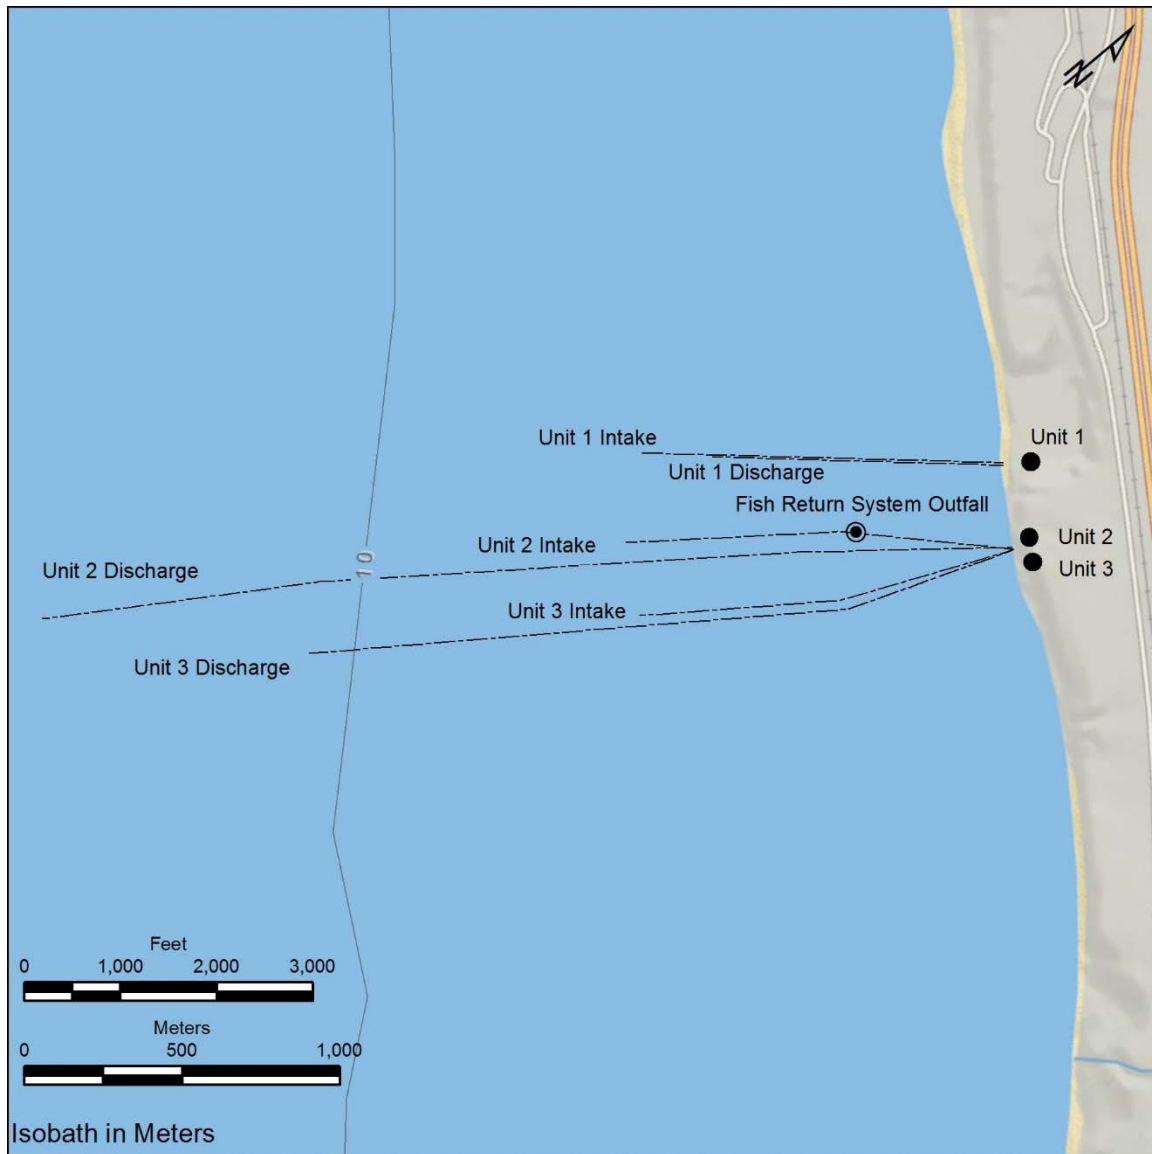 N
Unit 1 Intake
Unit 1
Unit 1 Discharge
Fish Return System Outfall
Unit 2 Intake
Unit 2
10
Unit 2 Discharge
Unit 3
Unit 3 Intake
Unit 3 Discharge
Feet
0 1,000 2,000 3,000
Meters
0 500 1,000
Isobath in Meters